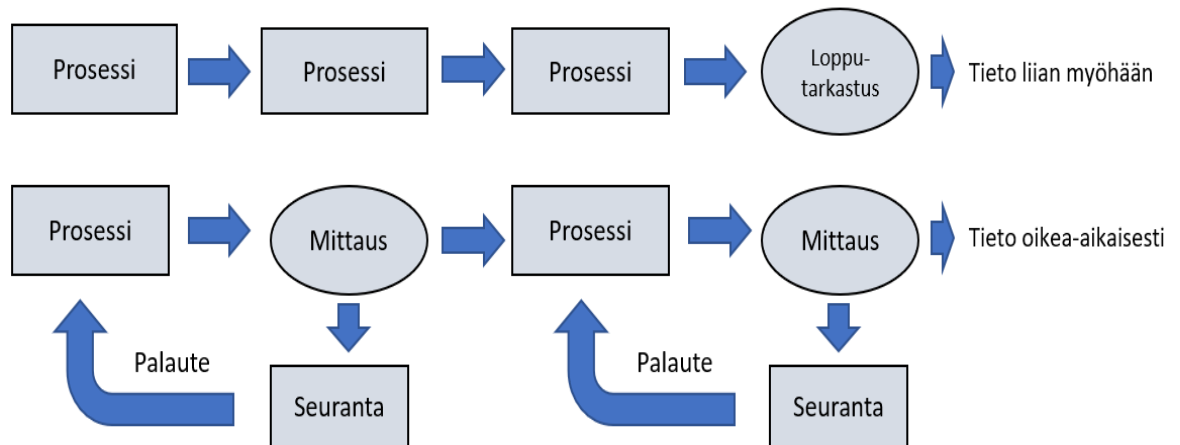 Prosessi
Prosessi
Prosessi
Loppu-
tarkastus
Tieto liian myöhään
Prosessi
Mittaus
Prosessi
Mittaus
Tieto oikea-aikaisesti
Palaute
Seuranta
Palaute
Seuranta